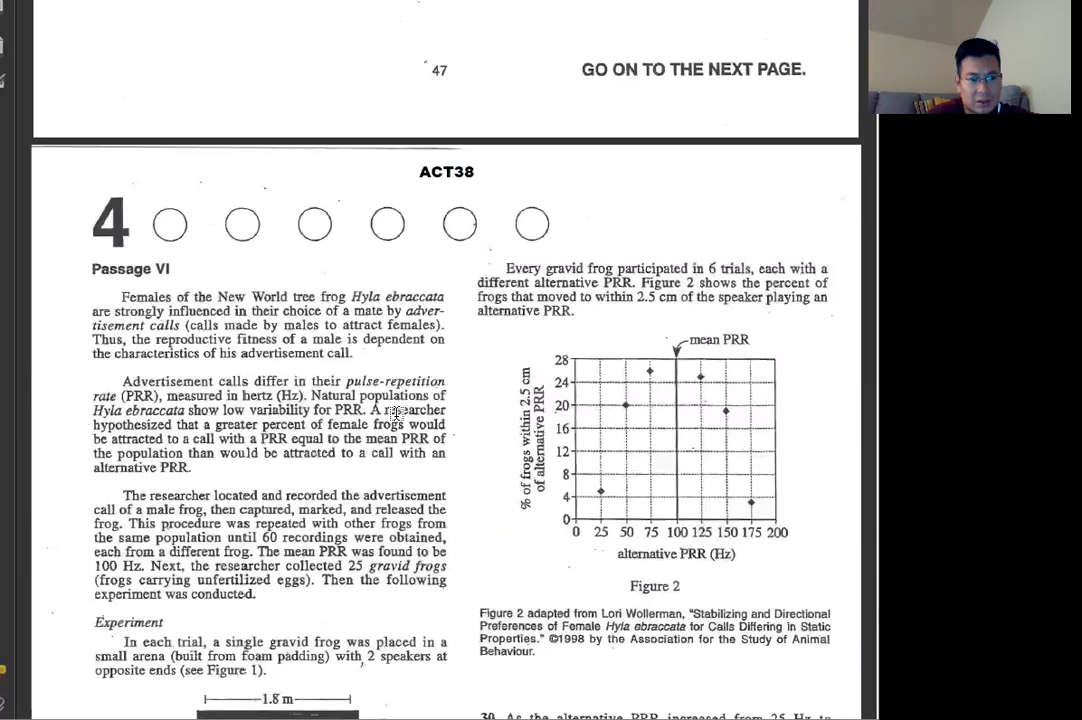 47
GO ON TO THE NEXT PAGE.
ACT38
4
Passage VI
Females of the New World tree frog Hyla ebraccata
are strongly influenced in their choice of a mate by adver-
tisement calls (calls made by males to attract females).
Thus, the reproductive fitness of a male is dependent on
the characteristics of his advertisement call.
Advertisement calls differ in their pulse-repetition
rate (PRR), measured in hertz (Hz). Natural populations of
Hyla ebraccata show low variability for PRR. A researcher
hypothesized that a greater percent of female frogs would
be attracted to a call with a PRR equal to the mean PRR of
the population than would be attracted to a call with an
alternative PRR.
The researcher located and recorded the advertisement
call of a male frog, then captured, marked, and released the
frog. This procedure was repeated with other frogs from
the same population until 60 recordings were obtained,
each from a different frog. The mean PRR was found to be
100 Hz. Next, the researcher collected 25 gravid frogs
(frogs carrying unfertilized eggs). Then the following
experiment was conducted.
Experiment
In each trial, a single gravid frog was placed in a
small arena (built from foam padding) with 2 speakers at
opposite ends (see Figure 1).
1.8 m
Every gravid frog participated in 6 trials, each with a
different alternative PRR. Figure 2 shows the percent of
frogs that moved to within 2.5 cm of the speaker playing an
alternative PRR.
mean PRR
% of frogs within 2.5 cm
of alternative PRR
28
24
20
16
12
8
4
0
0 25 50 75 100 125 150 175 200
alternative PRR (Hz)
Figure 2
Figure 2 adapted from Lori Wollerman, "Stabilizing and Directional
Preferences of Female Hyla ebraccata for Calls Differing in Static
Properties." ©1998 by the Association for the Study of Animal
Behaviour.
30. As the alternative PRR increased from 25 Hz to